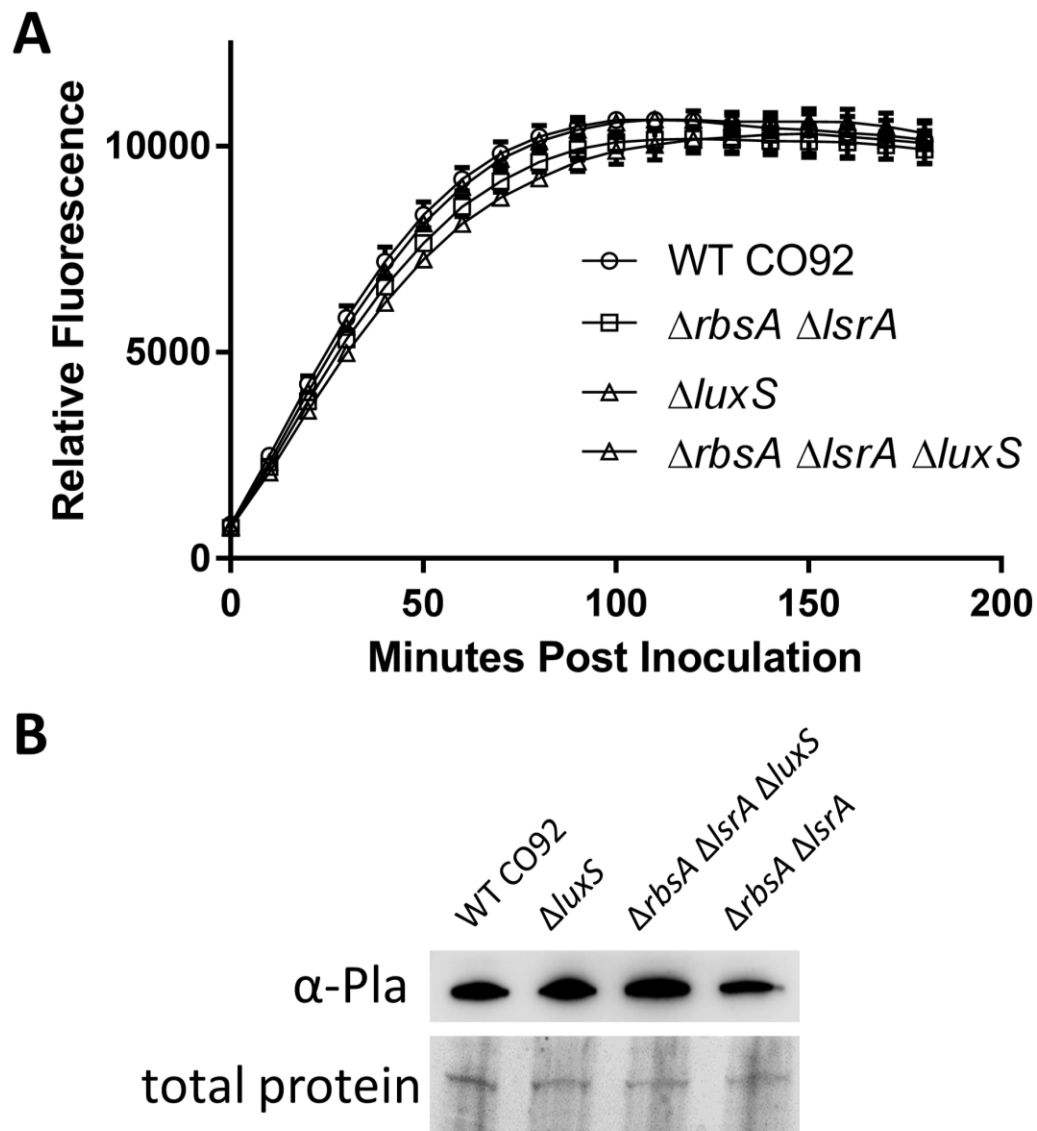 A
Relative Fluorescence
10000
5000
0
0 50 100 150 200
Minutes Post Inoculation
WT CO92
ΔrbsA ΔlsrA
ΔluxS
ΔrbsA ΔlsrA ΔluxS
B
WT CO92
ΔluxS
ΔrbsA ΔlsrA ΔluxS
ΔrbsA ΔlsrA
α-Pla
total protein